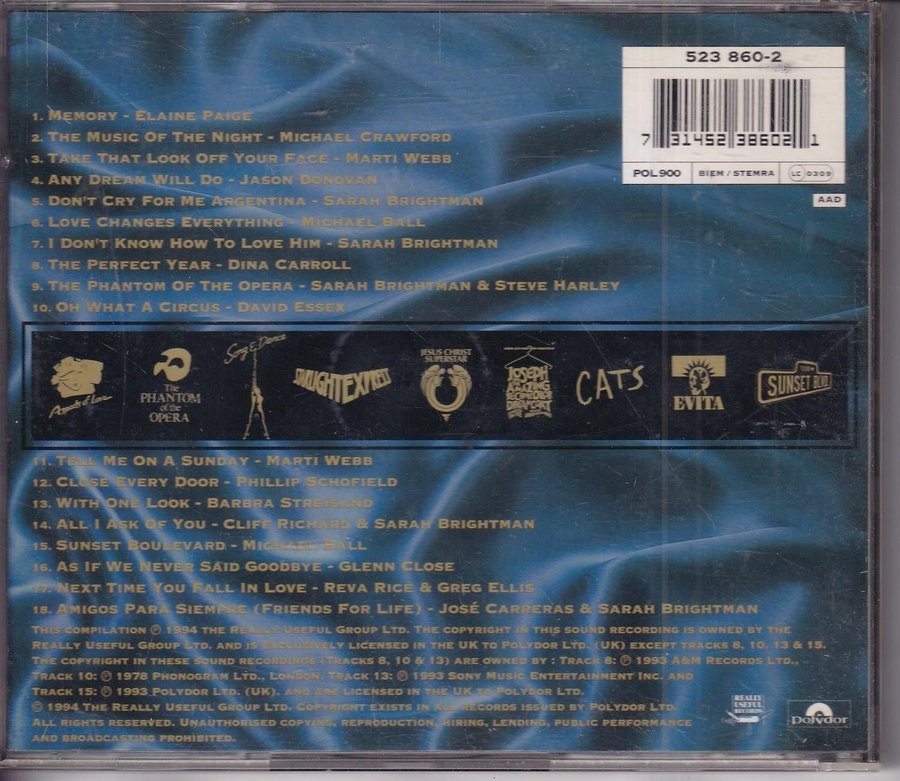 523 860-2
7 31452 38602 1
POL 900
BIEM / STEMRA
LC 0309
AAD
1. Memory - Elaine Paige
2. The Music Of The Night - Michael Crawford
3. Take That Look Off Your Face - Marti Webb
4. Any Dream Will Do - Jason Donovan
5. Don't Cry For Me Argentina - Sarah Brightman
6. Love Changes Everything - Michael Ball
7. I Don't Know How To Love Him - Sarah Brightman
8. The Perfect Year - Dina Carroll
9. The Phantom Of The Opera - Sarah Brightman & Steve Harley
10. Oh What A Circus - David Essex
Aspects of Love
The
PHANTOM
of the
OPERA
Song & Dance
STARLIGHT EXPRESS
JESUS CHRIST
SUPERSTAR
JOSEPH
AND THE
AMAZING
TECHNICOLOR
DREAMCOAT
CATS
EVITA
SUNSET BLVD
11. Tell Me On A Sunday - Marti Webb
12. Close Every Door - Phillip Schofield
13. With One Look - Barbra Streisand
14. All I Ask Of You - Cliff Richard & Sarah Brightman
15. Sunset Boulevard - Michael Ball
16. As If We Never Said Goodbye - Glenn Close
17. Next Time You Fall In Love - Reva Rice & Greg Ellis
18. Amigos Para Siempre (Friends For Life) - José Carreras & Sarah Brightman
This compilation ℗ 1994 the Really Useful Group Ltd. The copyright in this sound recording is owned by the
Really Useful Group Ltd. and is exclusively licensed in the UK to Polydor Ltd. (UK) except tracks 8, 10, 13 & 15.
The copyright in these sound recordings (Tracks 8, 10 & 13) are owned by : Track 8: ℗ 1993 A&M Records Ltd.,
Track 10: ℗ 1978 Phonogram Ltd., London, Track 13: ℗ 1993 Sony Music Entertainment Inc. and
Track 15: ℗ 1993 Polydor Ltd. (UK). and are licensed in the UK to Polydor Ltd.
© 1994 The Really Useful Group Ltd. Copyright exists in all records issued by Polydor Ltd.
All rights reserved. Unauthorised copying, reproduction, hiring, lending, public performance
and broadcasting prohibited.
REALLY
USEFUL
RECORDS
polydor